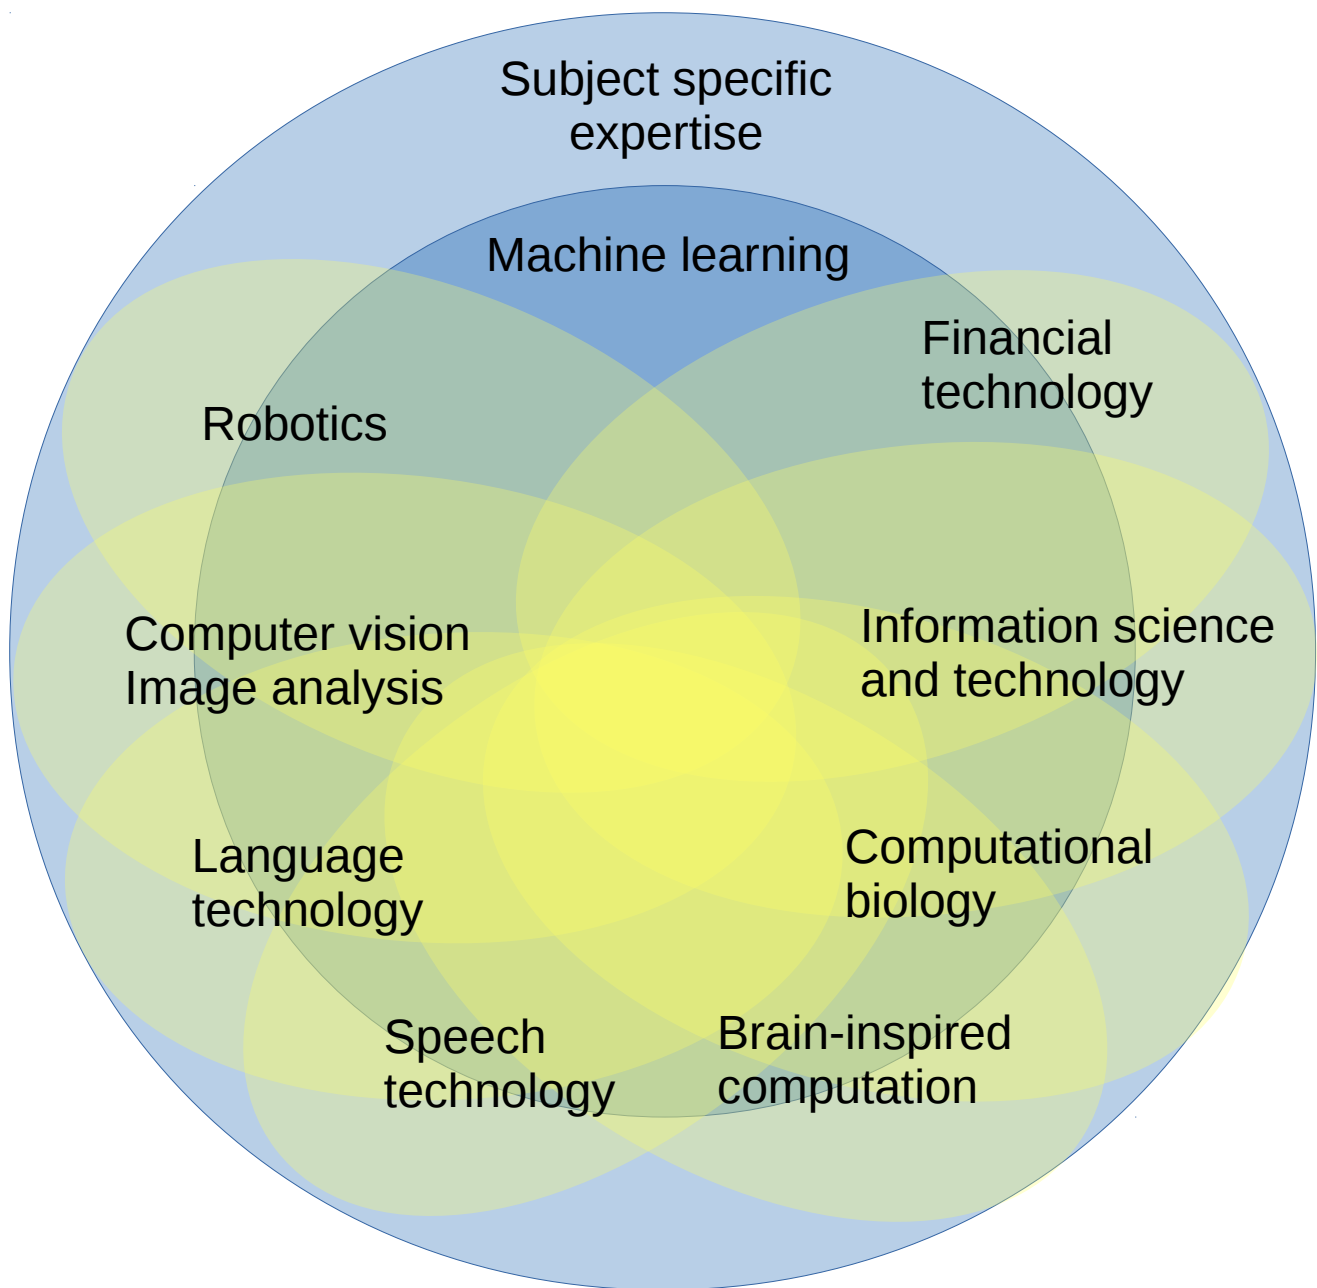 Subject specific
expertise
Machine learning
Financial
technology
Robotics
Computer vision
Image analysis
Information science
and technology
Language
technology
Computational
biology
Speech
technology
Brain-inspired
computation